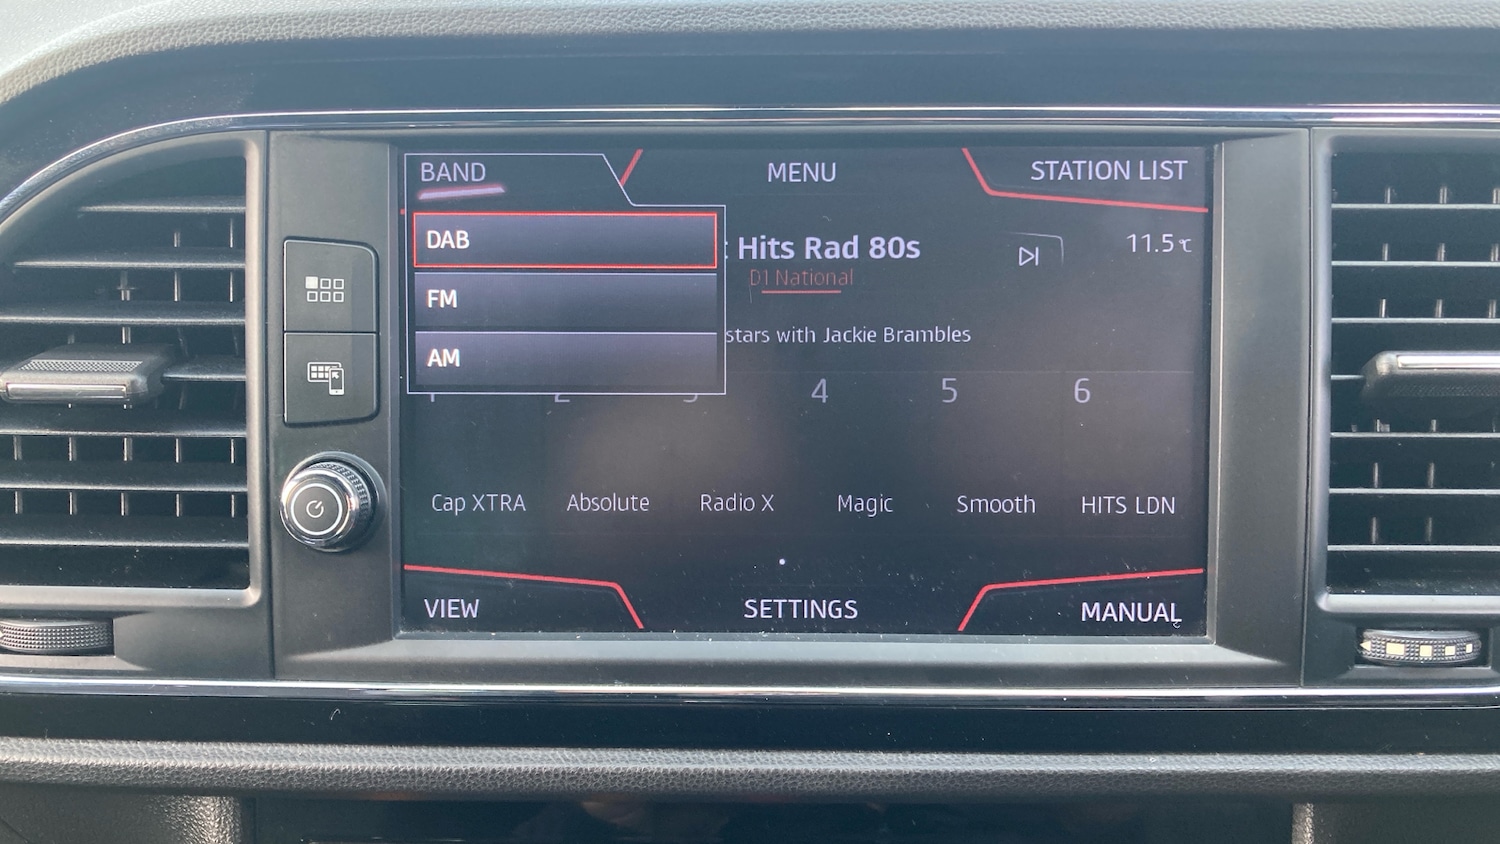 BAND
MENU
STATION LIST
DAB
FM
AM
Hits Rad 80s
11.5 °C
D1 National
stars with Jackie Brambles
4 5 6
Cap XTRA Absolute Radio X Magic Smooth HITS LDN
VIEW
SETTINGS
MANUAL